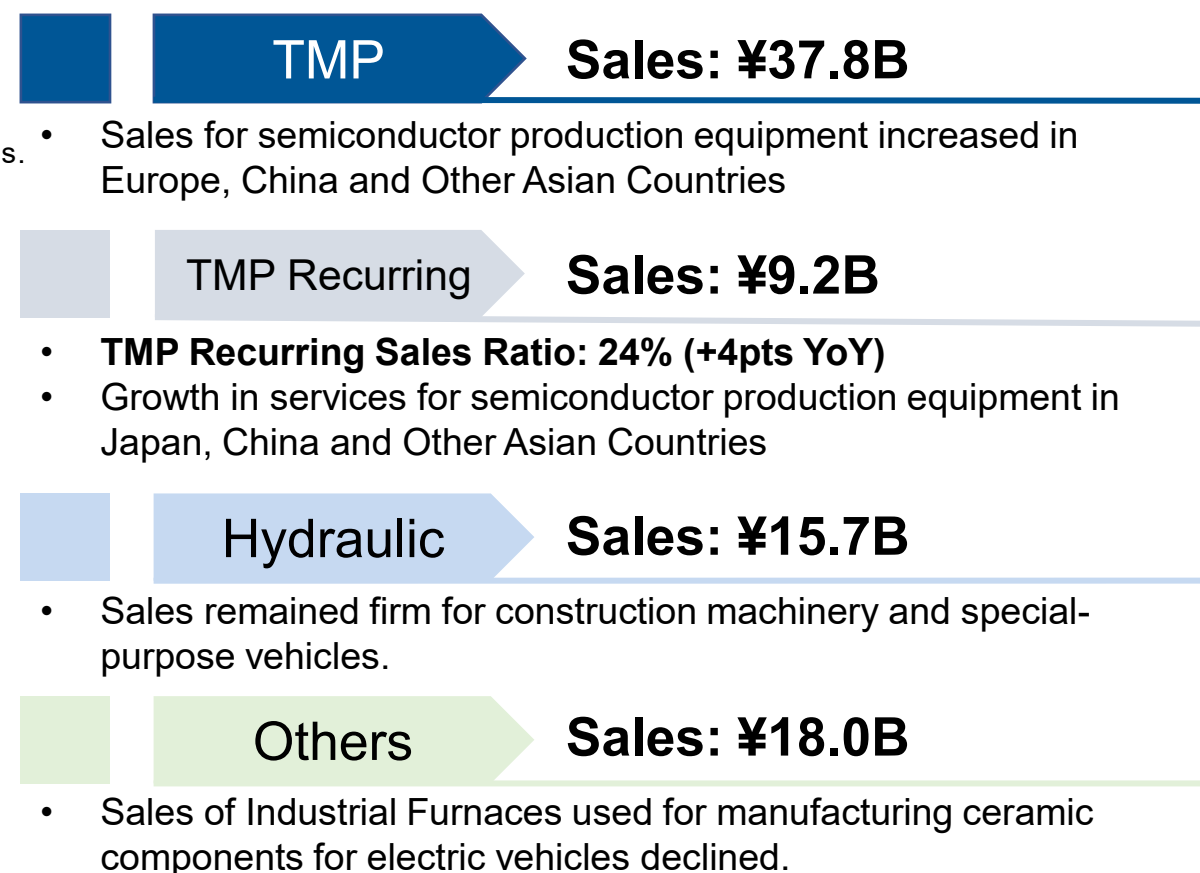 TMP
Sales: ¥37.8B
s.
• Sales for semiconductor production equipment increased in
Europe, China and Other Asian Countries
TMP Recurring
Sales: ¥9.2B
• TMP Recurring Sales Ratio: 24% (+4pts YoY)
• Growth in services for semiconductor production equipment in
Japan, China and Other Asian Countries
Hydraulic
Sales: ¥15.7B
• Sales remained firm for construction machinery and special-
purpose vehicles.
Others
Sales: ¥18.0B
• Sales of Industrial Furnaces used for manufacturing ceramic
components for electric vehicles declined.